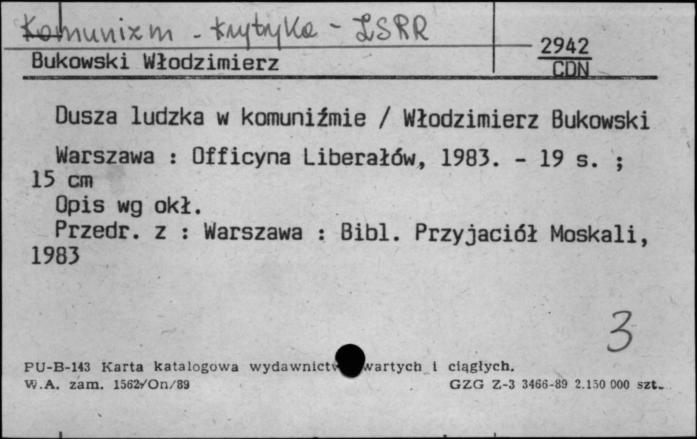 Komunizm - krytyka - ZSRR
2942
Bukowski Włodzimierz
CDN
Dusza ludzka w komuniźmie / Włodzimierz Bukowski
Warszawa : Officyna Liberałów, 1983. - 19 s. ;
15 cm
Opis wg okł.
Przedr. z : Warszawa : Bibl. Przyjaciół Moskali,
1983
3
PU-B-143 Karta katalogowa wydawnictw wartych i ciągłych.
W.A. zam. 1562/On/89 GZG Z-3 3466-89 2.150 000 szt.